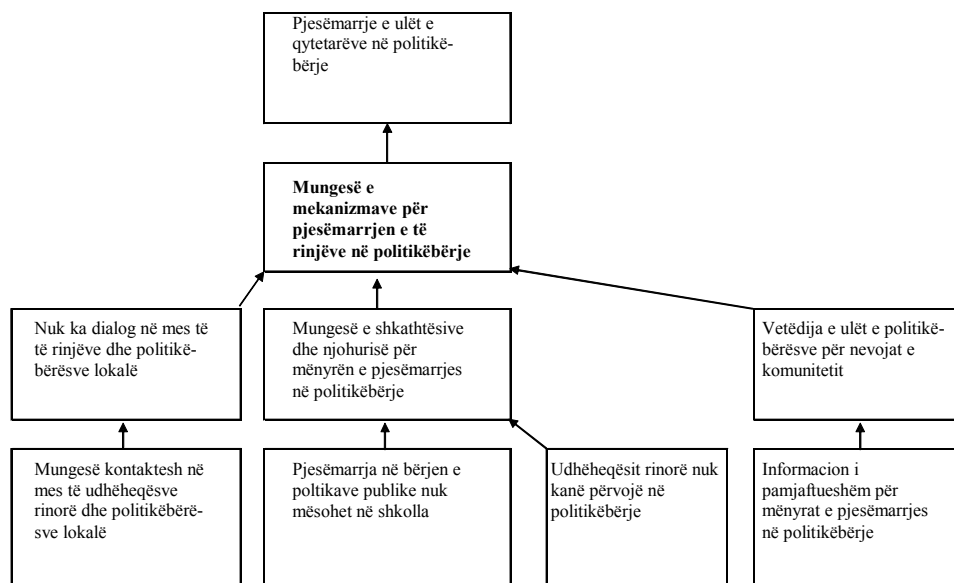 Pjesëmarrje e ulët e
qytetarëve në politikë-
bërje
Mungesë e
mekanizmave për
pjesëmarrjen e të
rinjëve në politikëbërje
Nuk ka dialog në mes të
të rinjëve dhe politikë-
bërësve lokalë
Mungesë e shkathtësive
dhe njohurisë për
mënyrën e pjesëmarrjes
në politikëbërje
Vetëdija e ulët e politikë-
bërësve për nevojat e
komunitetit
Mungesë kontaktesh në
mes të udhëheqësve
rinorë dhe politikëbërë-
sve lokalë
Pjesëmarrja në bërjen e
poltikave publike nuk
mësohet në shkolla
Udhëheqësit rinorë nuk
kanë përvojë në
politikëbërje
Informacion i
pamjaftueshëm për
mënyrat e pjesëmarrjes
në politikëbërje